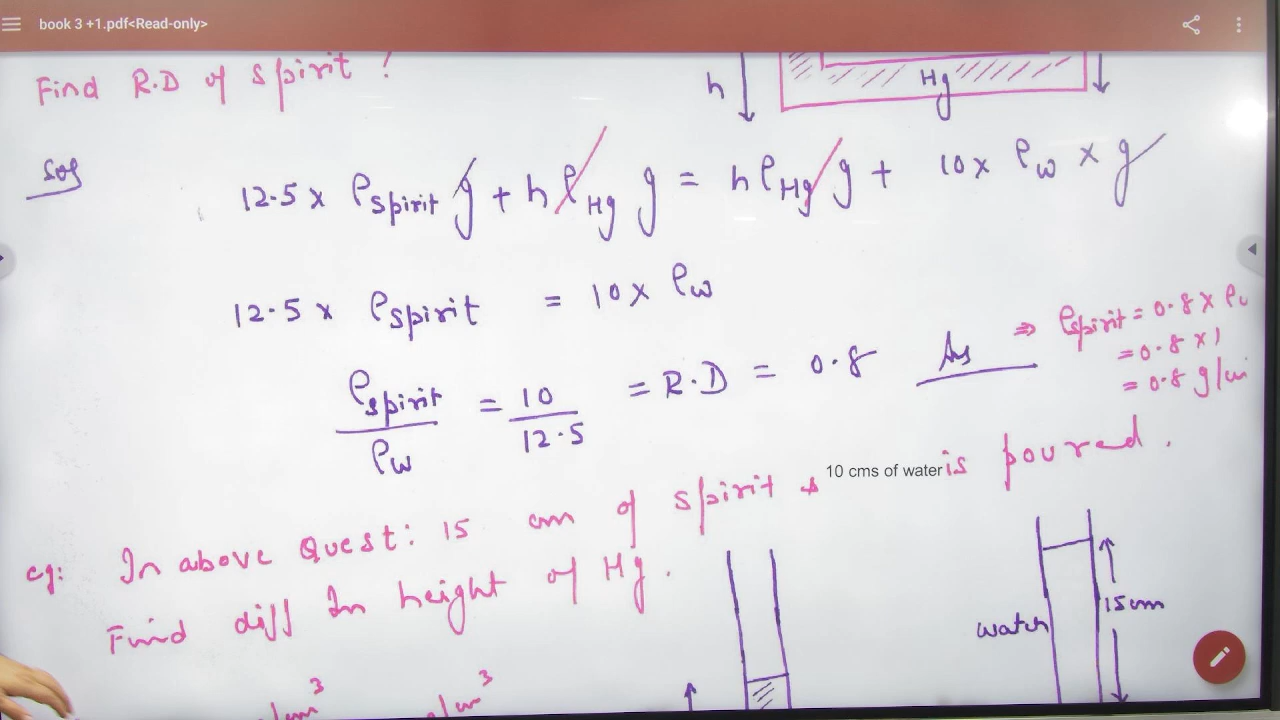 book 3 +1.pdf<Read-only>
Find R.D of spirit !
h
Hg
Sol
12.5 x ρspirit g + h ρHg g = h ρHg g + 10 x ρw x g
12.5 x ρspirit = 10 x ρw
ρspirit / ρw = 10 / 12.5 = R.D = 0.8 Ans
⇒ ρspirit = 0.8 x
= 0.8 x 1
= 0.8 g/
eg: In above Quest: 15 cm of spirit + 10 cms of water is poured.
Find diff In height of Hg.
water
15cm